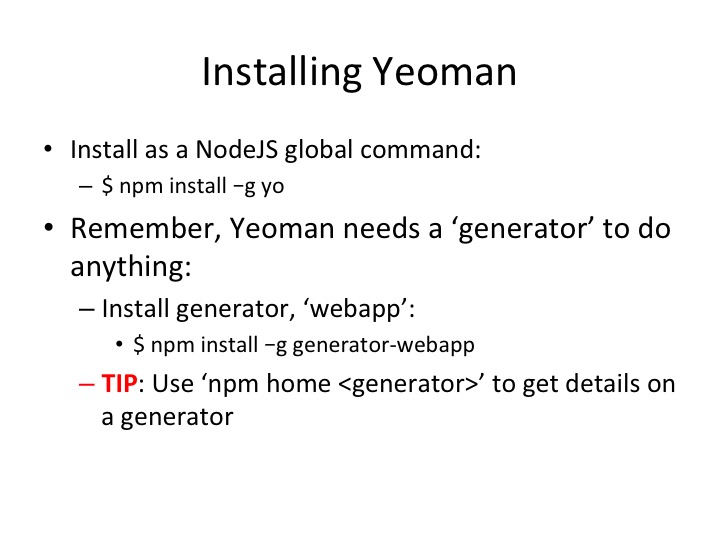 Installing Yeoman
• Install as a NodeJS global command:
– $ npm install −g yo
• Remember, Yeoman needs a ‘generator’ to do
anything:
– Install generator, ‘webapp’:
• $ npm install −g generator-webapp
– TIP: Use ‘npm home <generator>’ to get details on
a generator